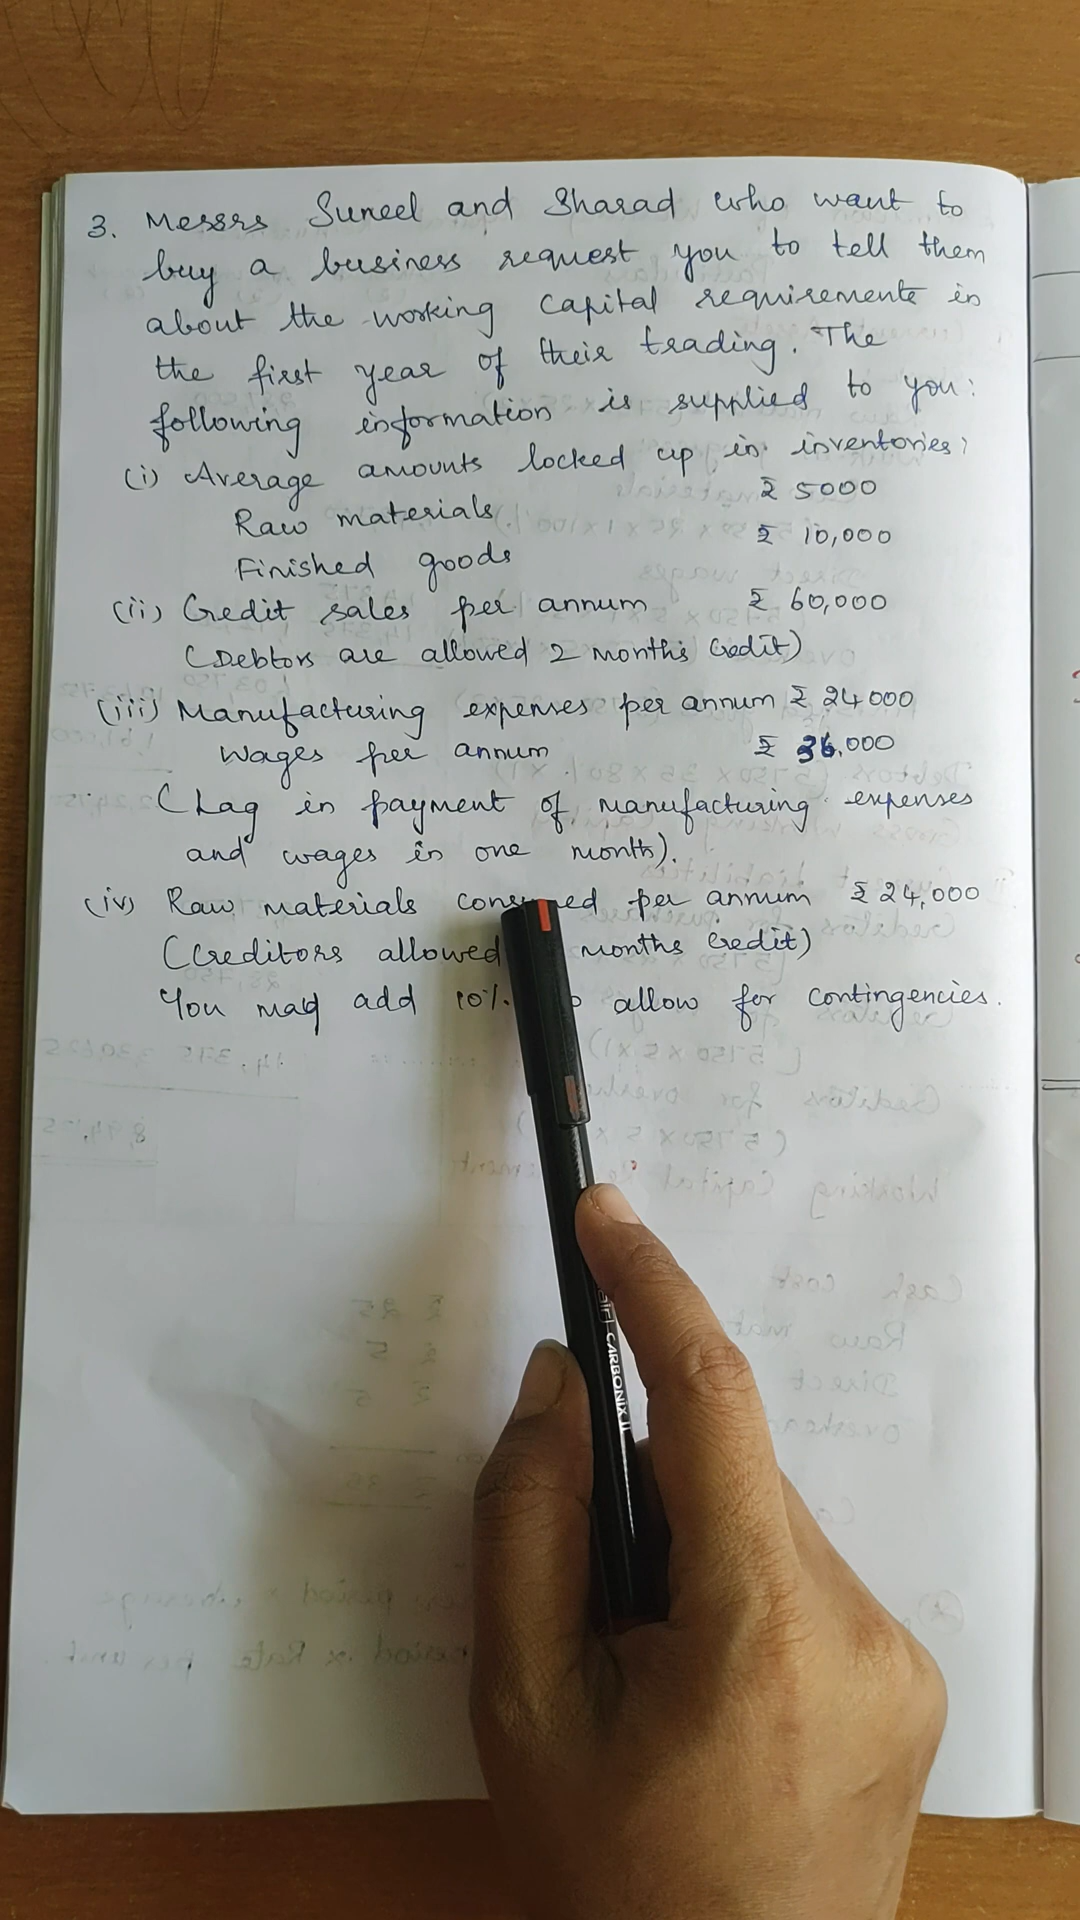 3. Messrs Suneel and Sharad who want to
buy a business request you to tell them
about the working capital requirements in
the first year of their trading. The
following information is supplied to you:
(i) Average amounts locked up in inventories:
Raw materials ₹ 5000
Finished goods ₹ 10,000
(ii) Credit sales per annum ₹ 60,000
(Debtors are allowed 2 months credit)
(iii) Manufacturing expenses per annum ₹ 24000
Wages per annum ₹ 36,000
(Lag in payment of manufacturing expenses
and wages is one month).
(iv) Raw materials consumed per annum ₹ 24,000
(Creditors allowed months credit)
You may add 10% allow for contingencies.
CARBONIX II